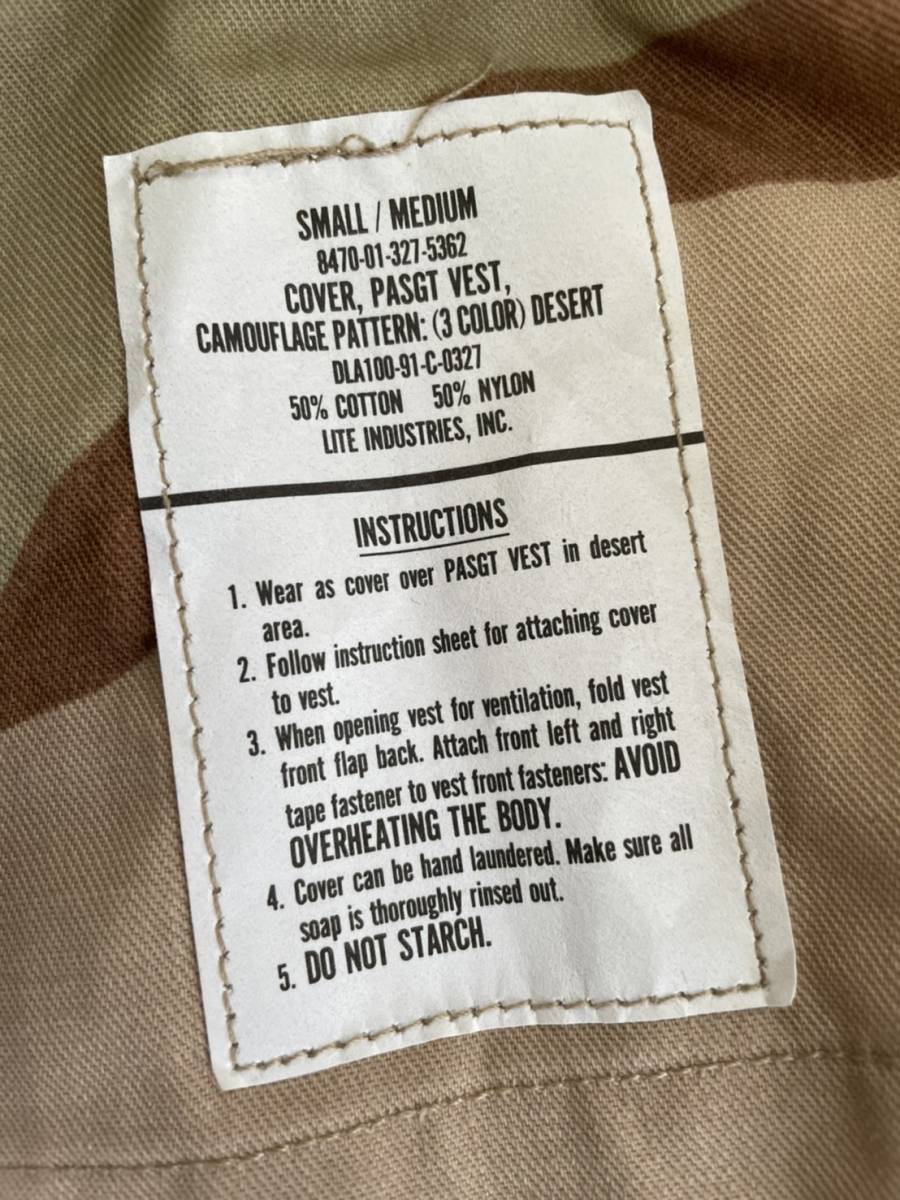 SMALL / MEDIUM
8470-01-327-5362
COVER, PASGT VEST,
CAMOUFLAGE PATTERN: (3 COLOR) DESERT
DLA100-91-C-0327
50% COTTON 50% NYLON
LITE INDUSTRIES, INC.
INSTRUCTIONS
1. Wear as cover over PASGT VEST in desert
area.
2. Follow instruction sheet for attaching cover
to vest.
3. When opening vest for ventilation, fold vest
front flap back. Attach front left and right
tape fastener to vest front fasteners: AVOID
OVERHEATING THE BODY.
4. Cover can be hand laundered. Make sure all
soap is thoroughly rinsed out.
5. DO NOT STARCH.